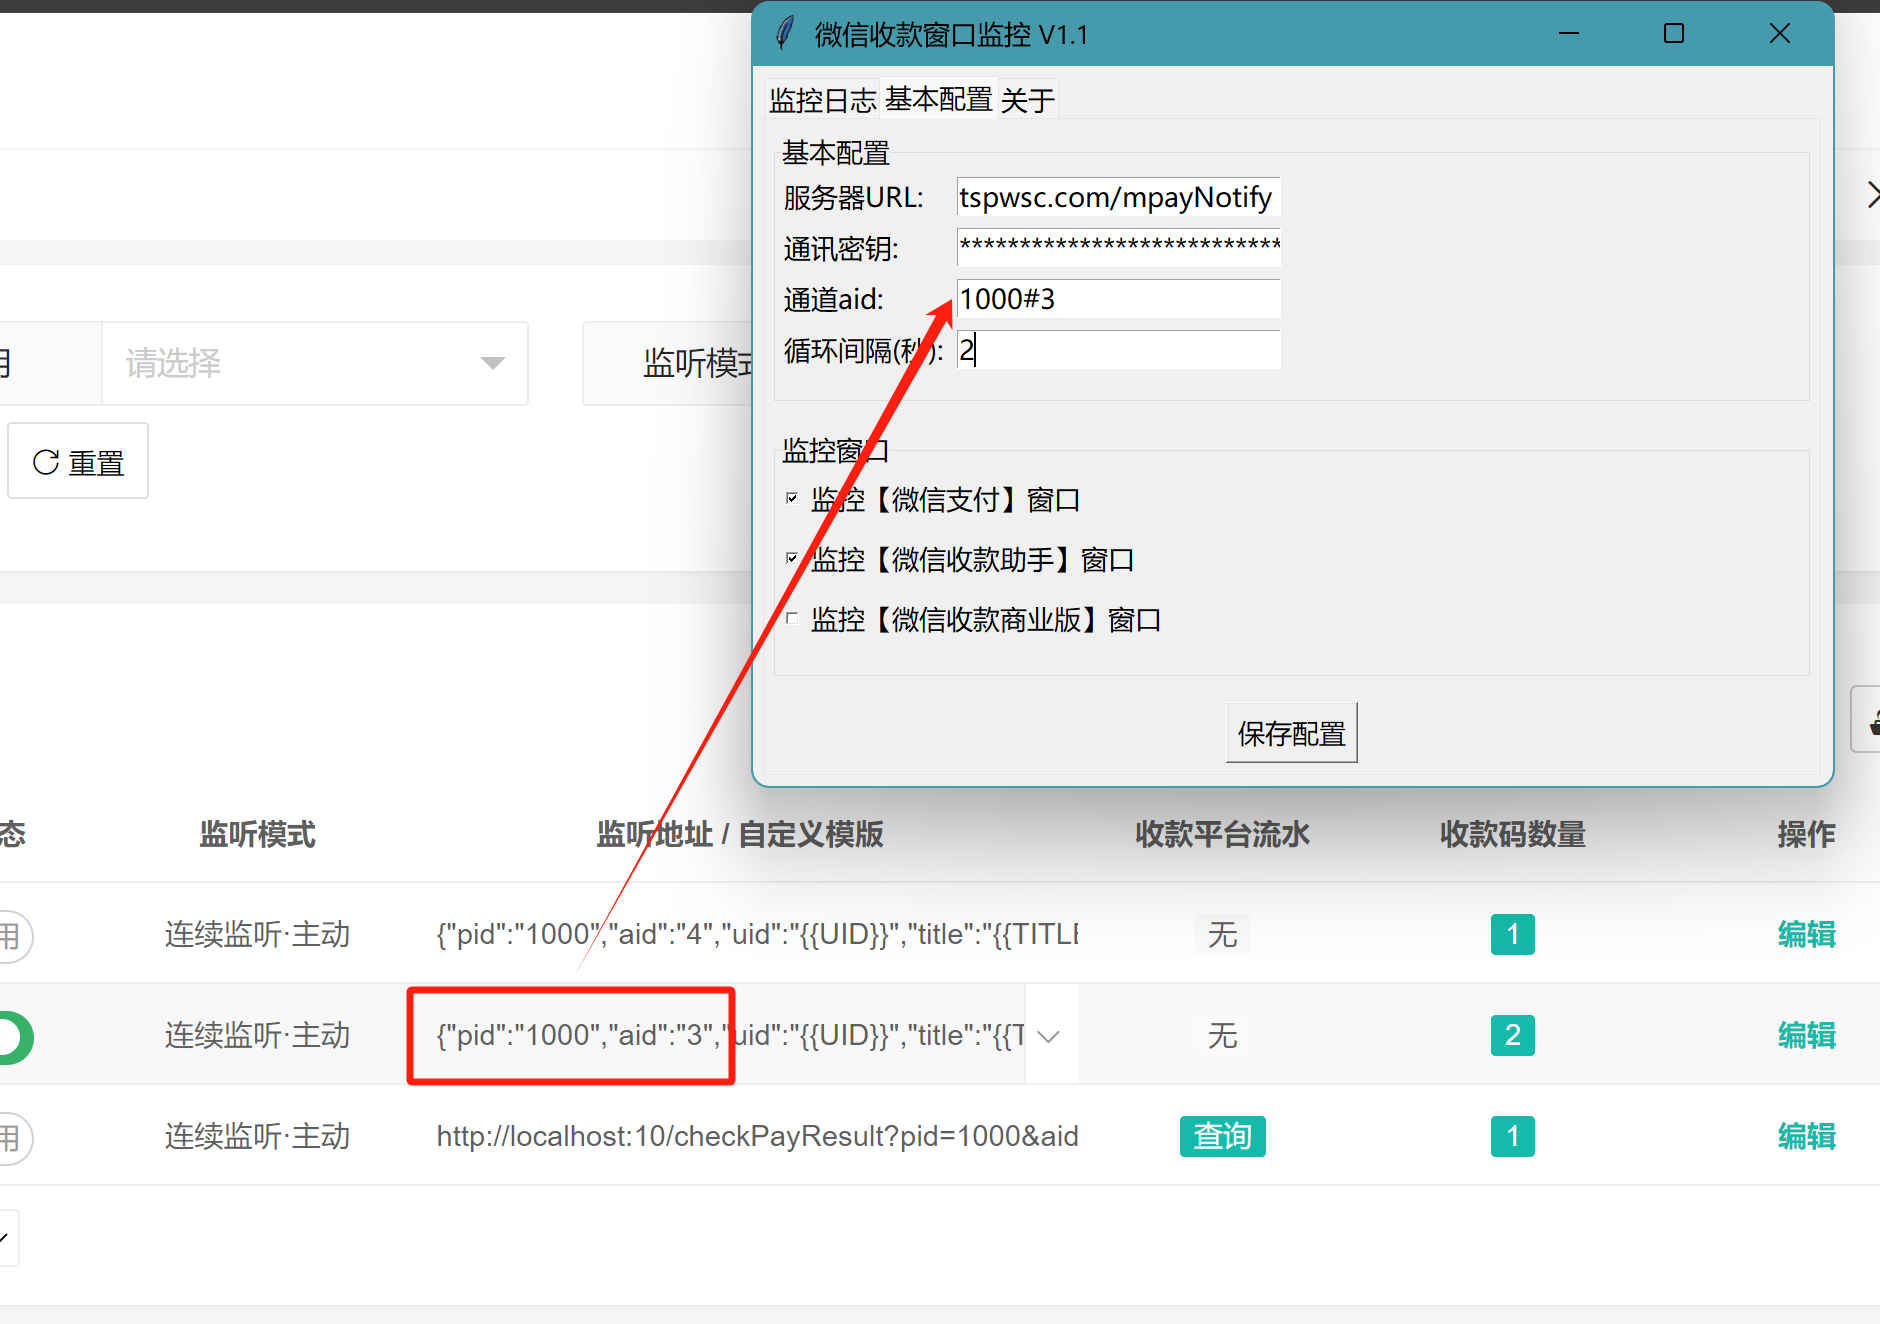 微信收款窗口监控 V1.1
监控日志 基本配置 关于
基本配置
服务器URL: tspwsc.com/mpayNotify
通讯密钥: ***************************
通道aid: 1000#3
循环间隔(秒): 2
监控窗口
监控【微信支付】窗口
监控【微信收款助手】窗口
监控【微信收款商业版】窗口
保存配置
用 请选择 监听模式
重置
态 监听模式 监听地址 / 自定义模版 收款平台流水 收款码数量 操作
用 连续监听·主动 {"pid":"1000","aid":"4","uid":"{{UID}}","title":"{{TITLE 无 1 编辑
连续监听·主动 {"pid":"1000","aid":"3","uid":"{{UID}}","title":"{{T 无 2 编辑
用 连续监听·主动 http://localhost:10/checkPayResult?pid=1000&aid 查询 1 编辑